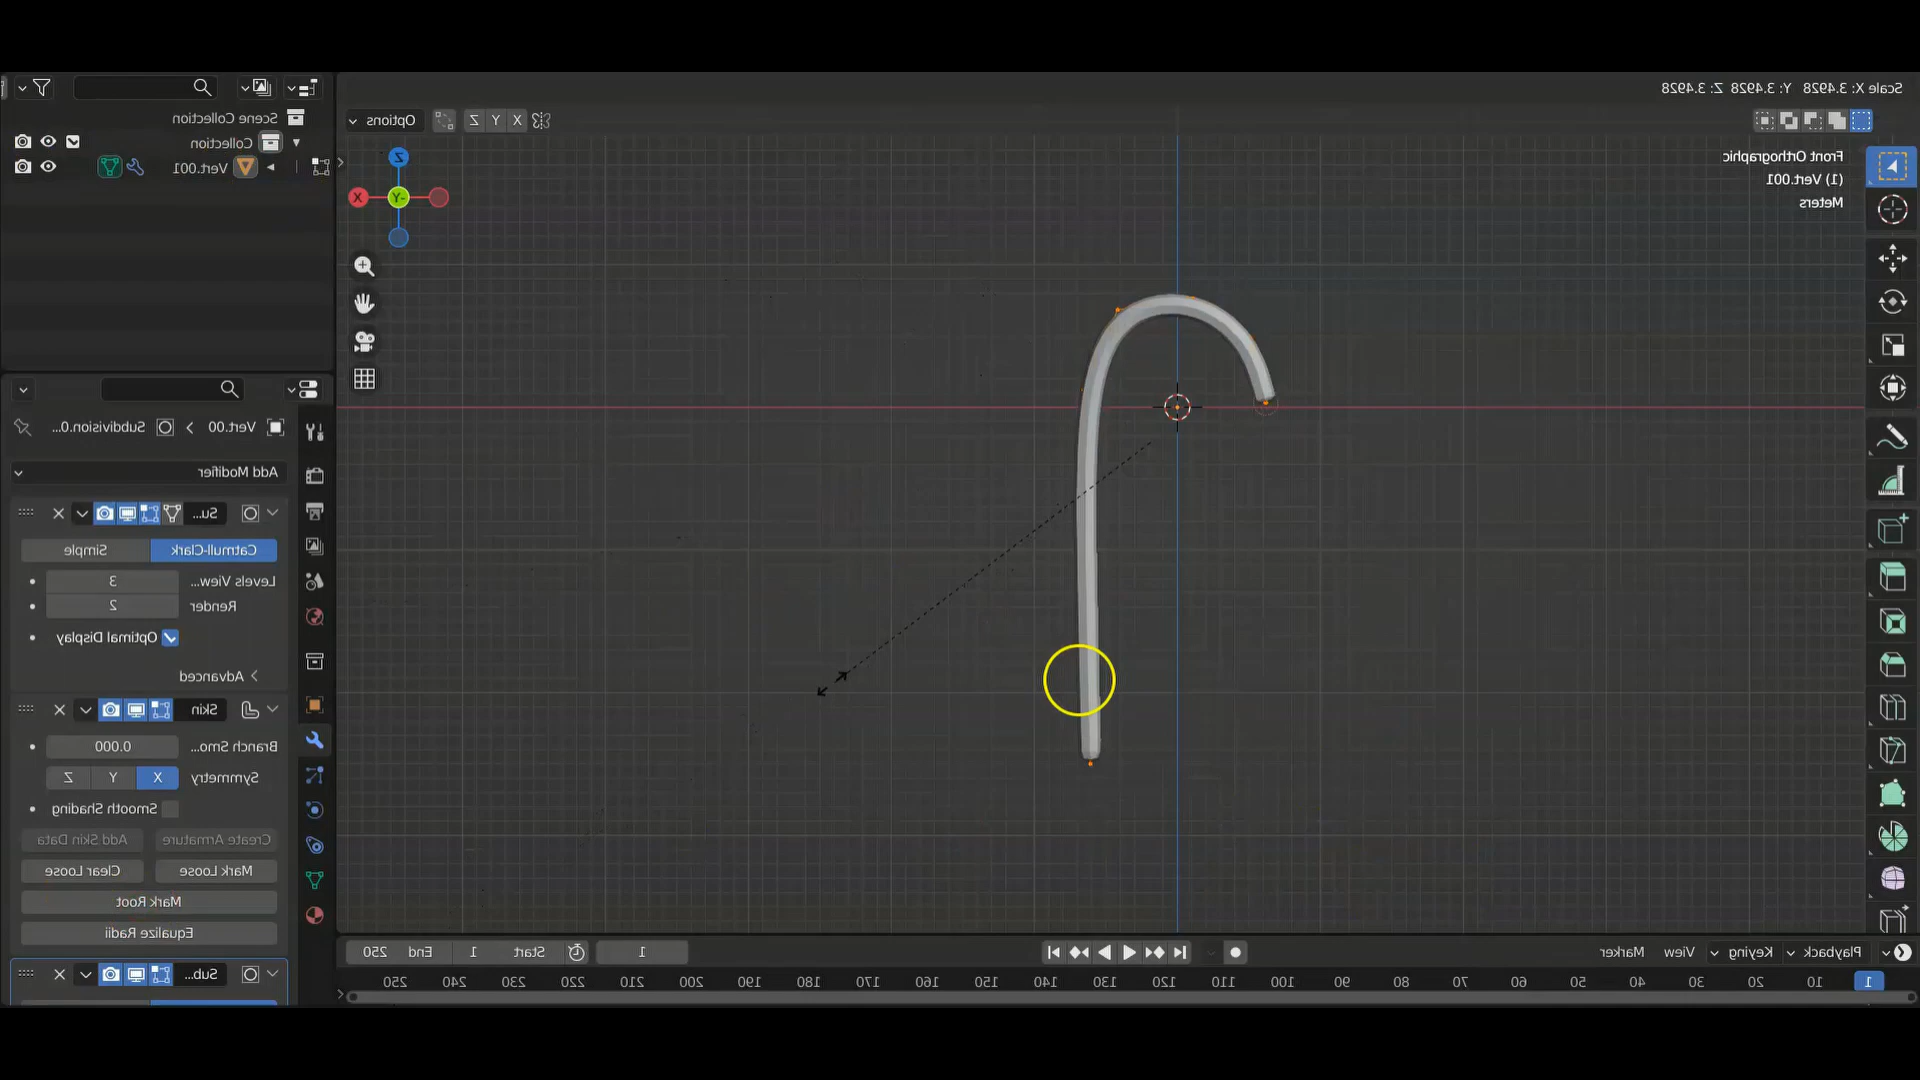 Scale X: 3.4928 Y: 3.4928 Z: 3.4928
Options
X
Y
Z
Front Orthographic
(1) Vert.001
Meters
Z
X
Y-
Scene Collection
Collection
Vert.001
Vert.00
Subdivision.0...
Add Modifier
Su...
Catmull-Clark
Simple
Levels View...
3
Render
2
Optimal Display
Advanced
Skin
Branch Smo...
0.000
Symmetry
X
Y
Z
Smooth Shading
Create Armature
Add Skin Data
Mark Loose
Clear Loose
Mark Root
Equalize Radii
Sub...
Playback
Keying
View
Marker
1
Start
1
End
250
1 10 20 30 40 50 60 70 80 90 100 110 120 130 140 150 160 170 180 190 200 210 220 230 240 250